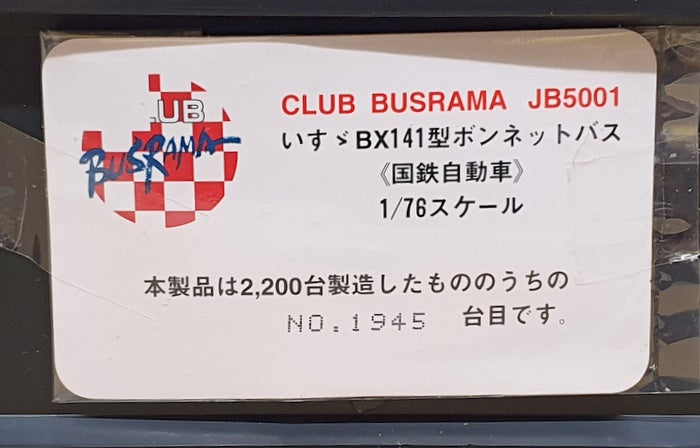 .UB
BUSRAMA
CLUB BUSRAMA JB5001
いすゞBX141型ボンネットバス
《国鉄自動車》
1/76スケール
本製品は2,200台製造したもののうちの
NO.1945 台目です。